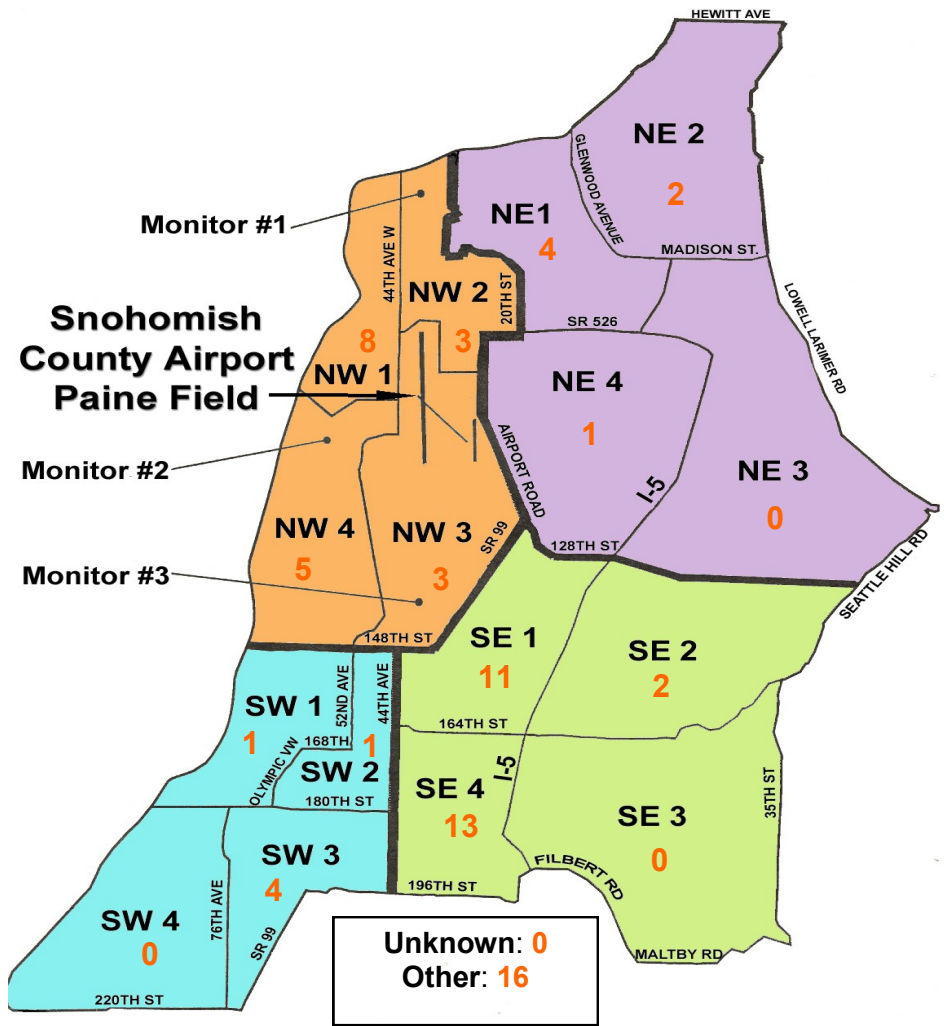 HEWITT AVE
NE 2
2
GLENWOOD AVENUE
MADISON ST.
NE1
4
Monitor #1
44TH AVE W
NW 2
3
20TH ST
SR 526
LOWELL LARIMER RD
Snohomish
County Airport
Paine Field
8
NW 1
NE 4
1
AIRPORT ROAD
I-5
NE 3
0
Monitor #2
NW 4
5
NW 3
3
SR 99
128TH ST
SEATTLE HILL RD
Monitor #3
148TH ST
SE 1
11
SE 2
2
SW 1
1
52ND AVE
44TH AVE
OLYMPIC VW
168TH
1
SW 2
180TH ST
164TH ST
I-5
SE 4
13
SE 3
0
35TH ST
SW 3
4
196TH ST
FILBERT RD
MALTBY RD
SW 4
0
76TH AVE
SR 99
220TH ST
Unknown: 0
Other: 16